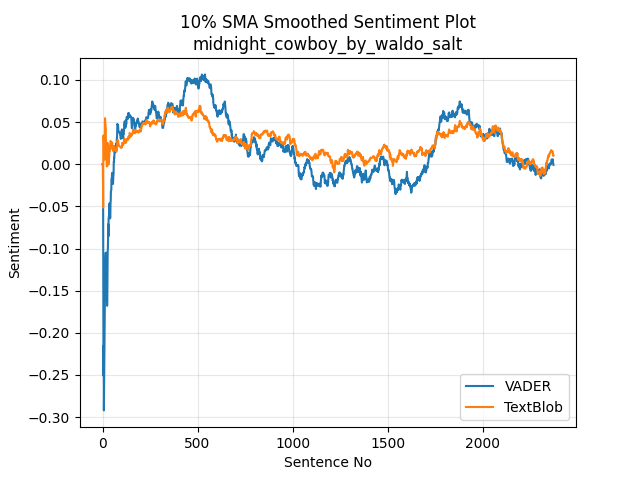 10% SMA Smoothed Sentiment Plot
midnight_cowboy_by_waldo_salt
0.10
0.05
0.00
−0.05
−0.10
−0.15
−0.20
−0.25
−0.30
Sentiment
0 500 1000 1500 2000
Sentence No
VADER
TextBlob